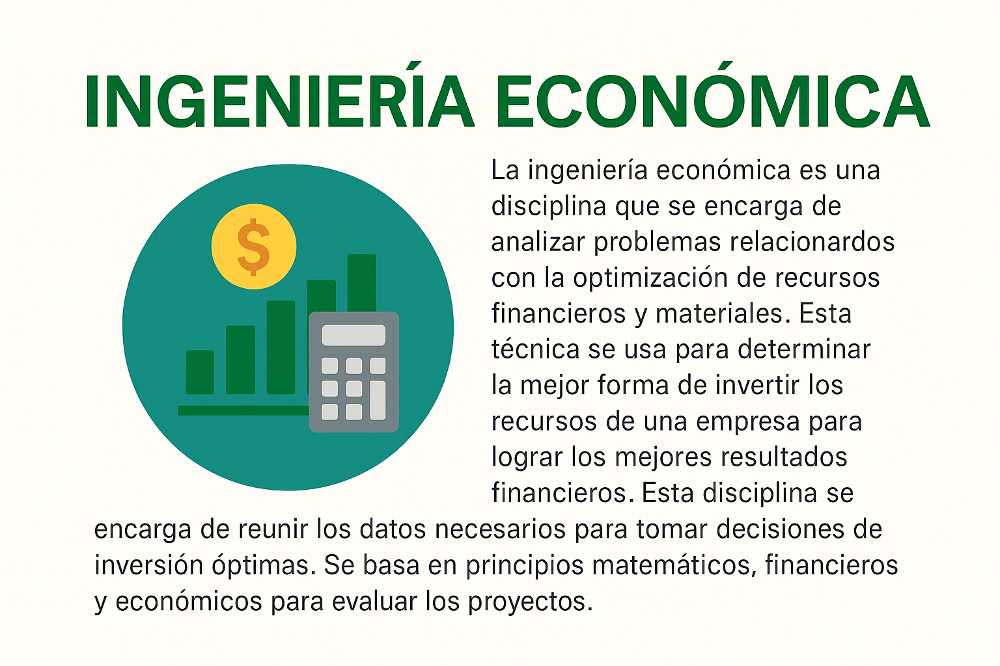 INGENIERÍA ECONÓMICA
$
La ingeniería económica es una
disciplina que se encarga de
analizar problemas relacionardos
con la optimización de recursos
financieros y materiales. Esta
técnica se usa para determinar
la mejor forma de invertir los
recursos de una empresa para
lograr los mejores resultados
financieros. Esta disciplina se
encarga de reunir los datos necesarios para tomar decisiones de
inversión óptimas. Se basa en principios matemáticos, financieros
y económicos para evaluar los proyectos.